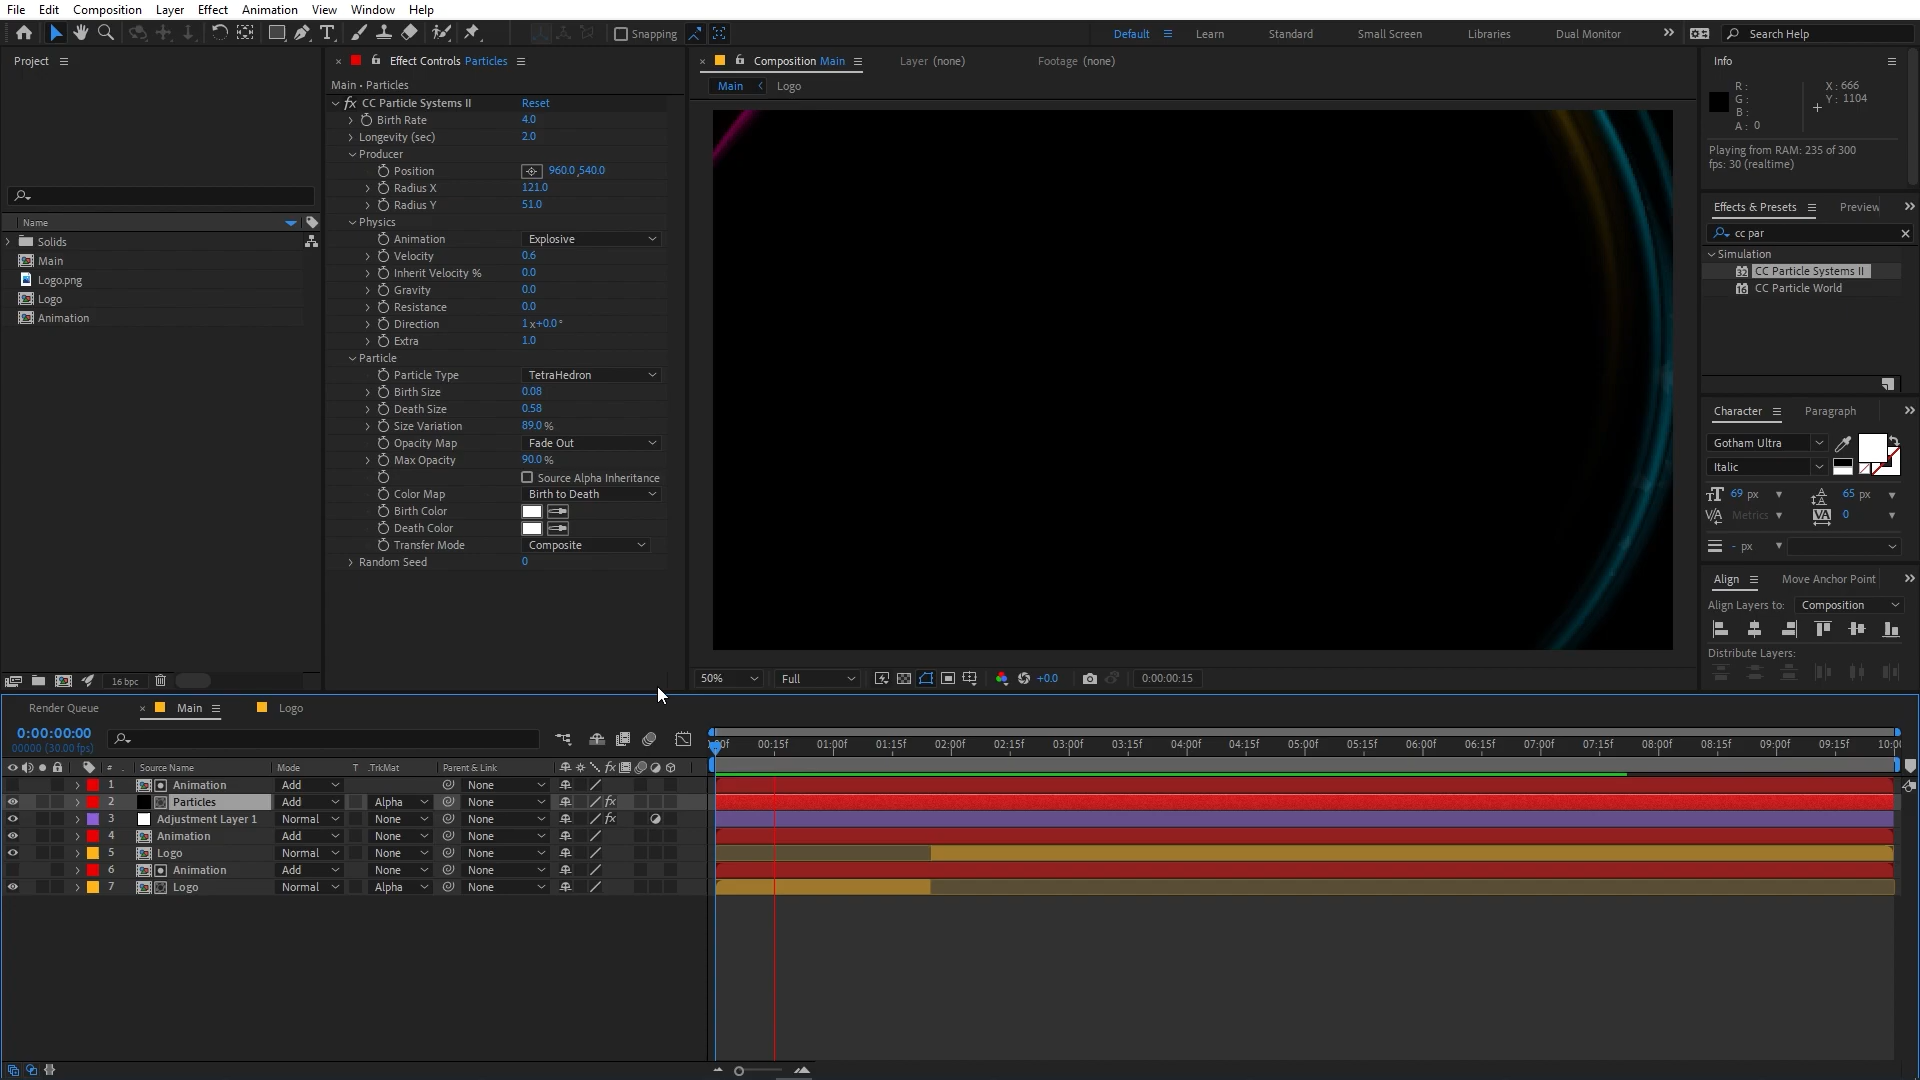 File Edit Composition Layer Effect Animation View Window Help
Snapping Default Learn Standard Small Screen Libraries Dual Monitor Search Help
Project
Effect Controls Particles
Composition Main
Layer (none)
Footage (none)
Info
Main • Particles
Main Logo
R :
G :
B :
A : 0
X : 666
Y : 1104
Playing from RAM: 235 of 300
fps: 30 (realtime)
fx CC Particle Systems II Reset
Birth Rate 4.0
Longevity (sec) 2.0
Producer
Position 960.0,540.0
Radius X 121.0
Radius Y 51.0
Physics
Animation Explosive
Velocity 0.6
Inherit Velocity % 0.0
Gravity 0.0
Resistance 0.0
Direction 1x+0.0°
Extra 1.0
Particle
Particle Type TetraHedron
Birth Size 0.08
Death Size 0.58
Size Variation 89.0 %
Opacity Map Fade Out
Max Opacity 90.0 %
Source Alpha Inheritance
Color Map Birth to Death
Birth Color
Death Color
Transfer Mode Composite
Random Seed 0
Name
Solids
Main
Logo.png
Logo
Animation
16 bpc
Effects & Presets
Preview
cc par
Simulation
32 CC Particle Systems II
16 CC Particle World
Character Paragraph
Gotham Ultra
Italic
69 px 65 px
Metrics 0
- px
Align Move Anchor Point
Align Layers to: Composition
Distribute Layers:
50% Full +0.0 0:00:00:15
Render Queue Main Logo
0:00:00:00
00000 (30.00 fps)
00f 00:15f 01:00f 01:15f 02:00f 02:15f 03:00f 03:15f 04:00f 04:15f 05:00f 05:15f 06:00f 06:15f 07:00f 07:15f 08:00f 08:15f 09:00f 09:15f 10:00
# Source Name Mode T .TrkMat Parent & Link fx
1 Animation Add None
2 Particles Add Alpha None fx
3 Adjustment Layer 1 Normal None None fx
4 Animation Add None None
5 Logo Normal None None
6 Animation Add None None
7 Logo Normal Alpha None